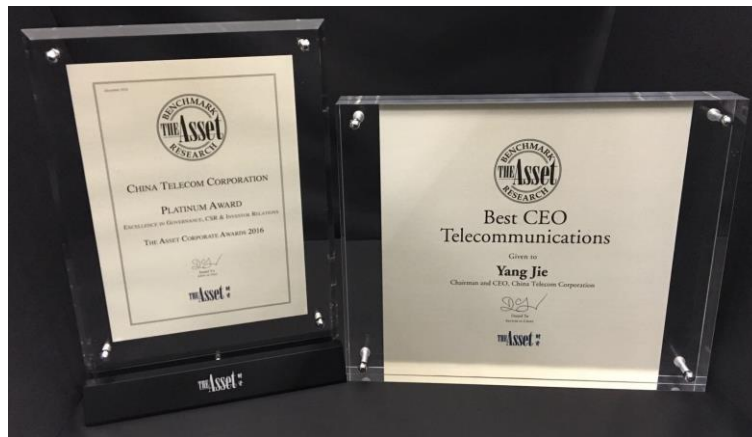 BENCHMARK
THE Asset
RESEARCH
CHINA TELECOM CORPORATION
PLATINUM AWARD
EXCELLENCE IN GOVERNANCE, CSR & INVESTOR RELATIONS
THE ASSET CORPORATE AWARDS 2016
THE Asset
THE Asset
BENCHMARK
THE Asset
RESEARCH
Best CEO
Telecommunications
Given to
Yang Jie
Chairman and CEO, China Telecom Corporation
THE Asset